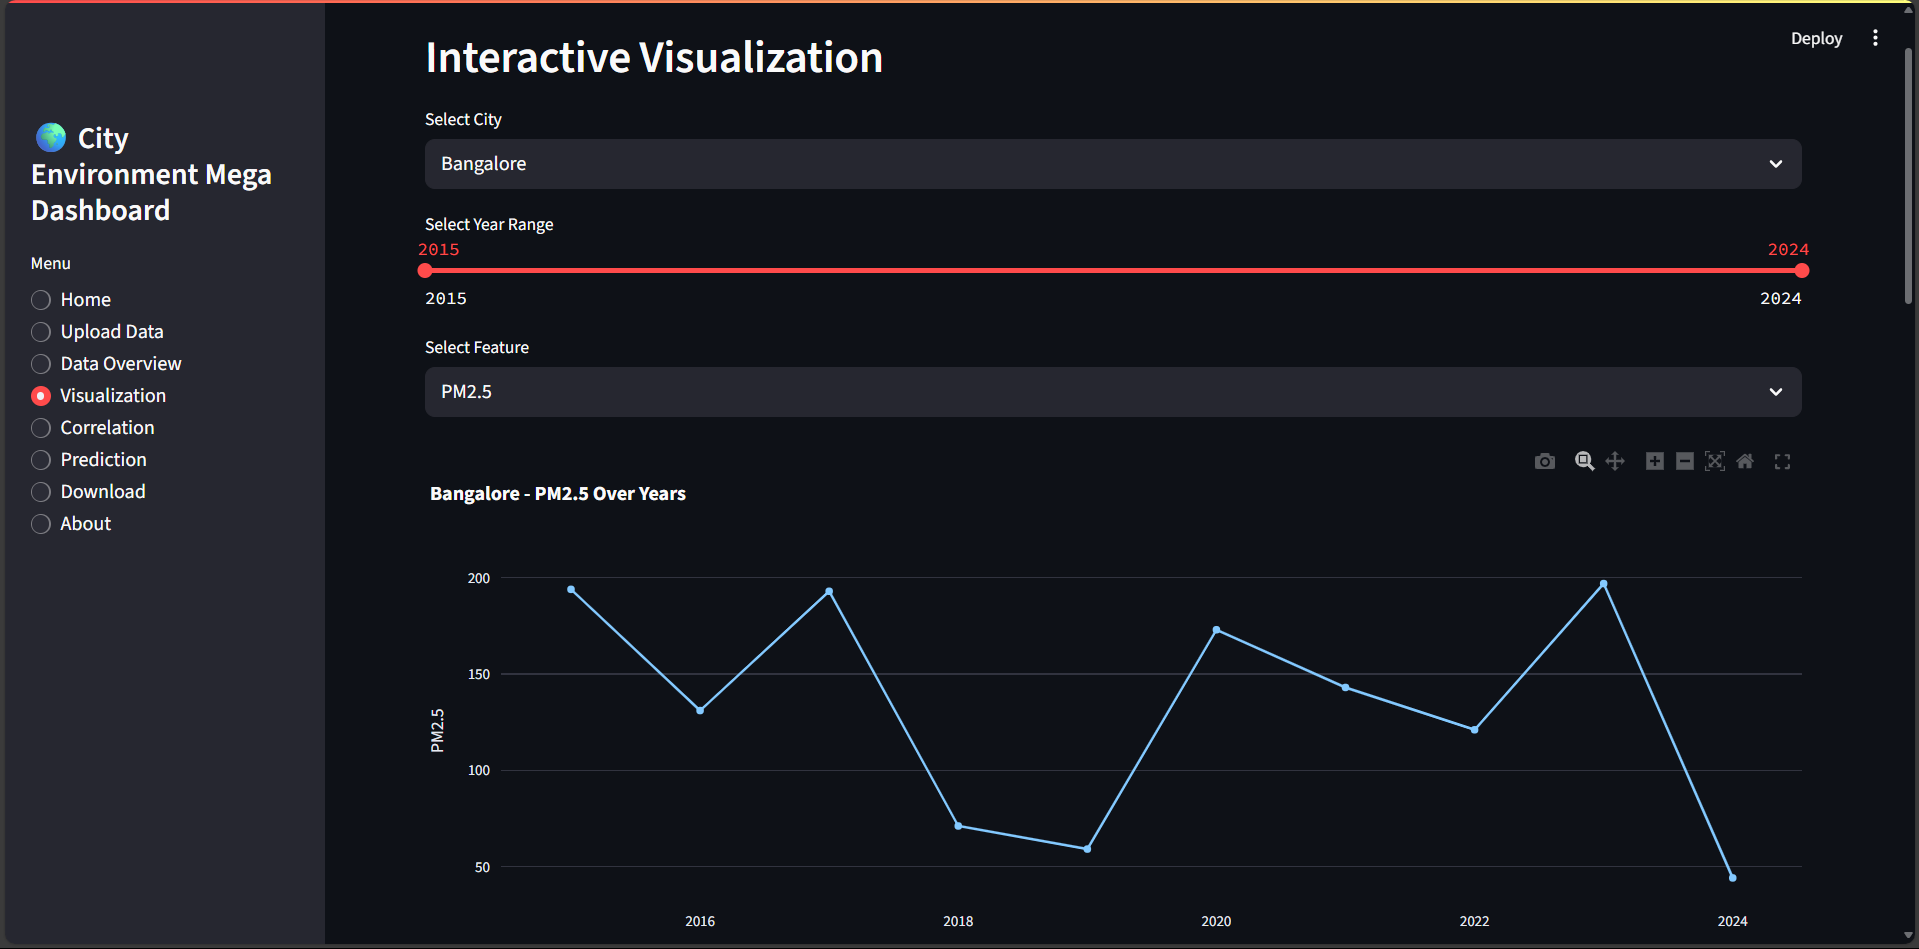 City
Environment Mega
Dashboard
Menu
Home
Upload Data
Data Overview
Visualization
Correlation
Prediction
Download
About
Deploy
Interactive Visualization
Select City
Bangalore
Select Year Range
2015 2024
2015 2024
Select Feature
PM2.5
Bangalore - PM2.5 Over Years
200
150
100
50
PM2.5
2016 2018 2020 2022 2024